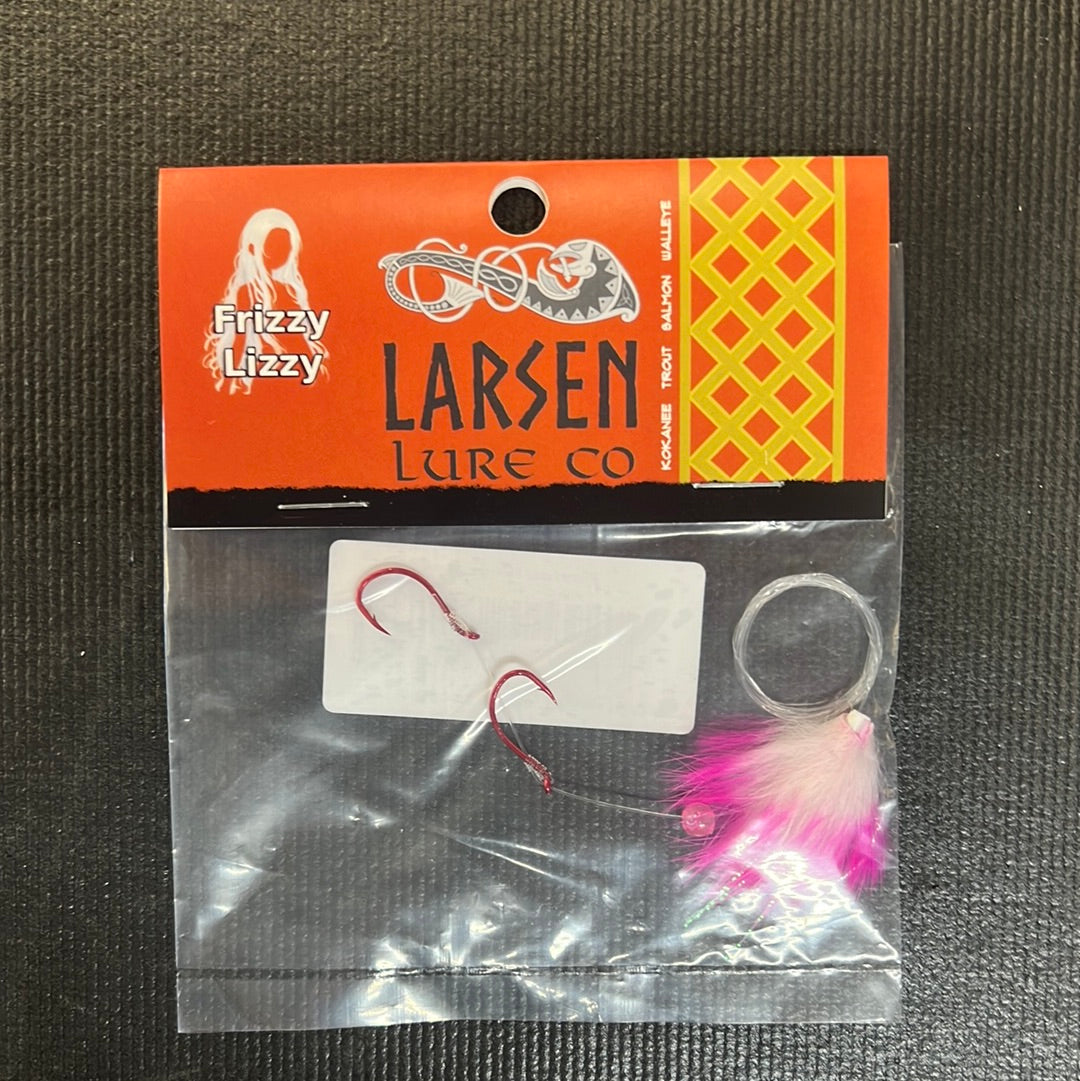 Frizzy
Lizzy
LARSEN
LURE CO
KOKANEE TROUT SALMON WALLEYE